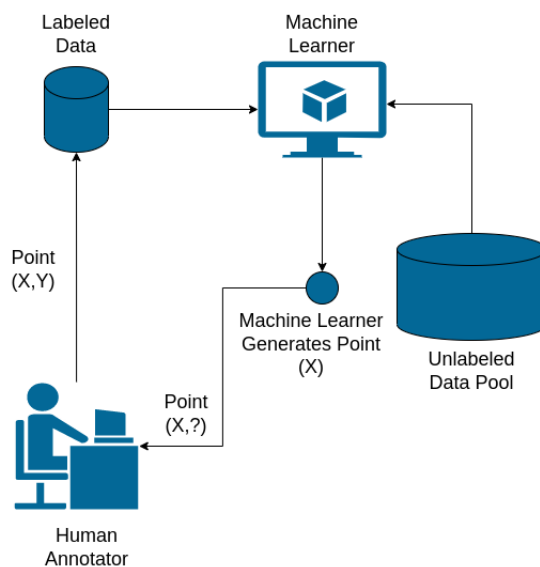 Labeled
Data
Machine
Learner
Point
(X,Y)
Machine Learner
Generates Point
(X)
Unlabeled
Data Pool
Point
(X,?)
Human
Annotator